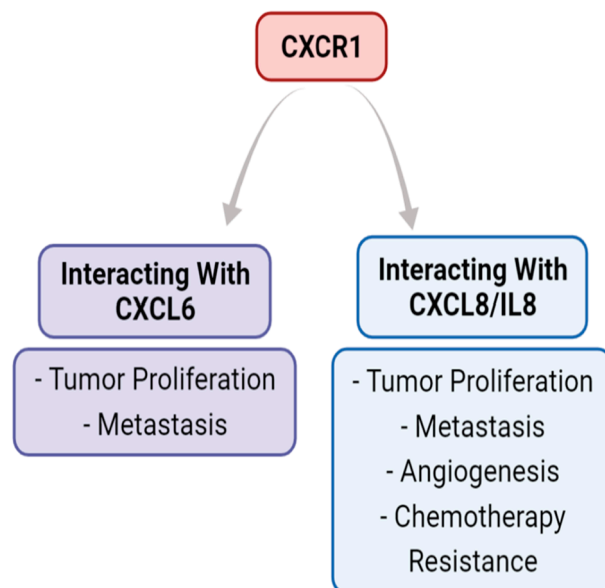 CXCR1
Interacting With
CXCL6
- Tumor Proliferation
- Metastasis
Interacting With
CXCL8/IL8
- Tumor Proliferation
- Metastasis
- Angiogenesis
- Chemotherapy
Resistance